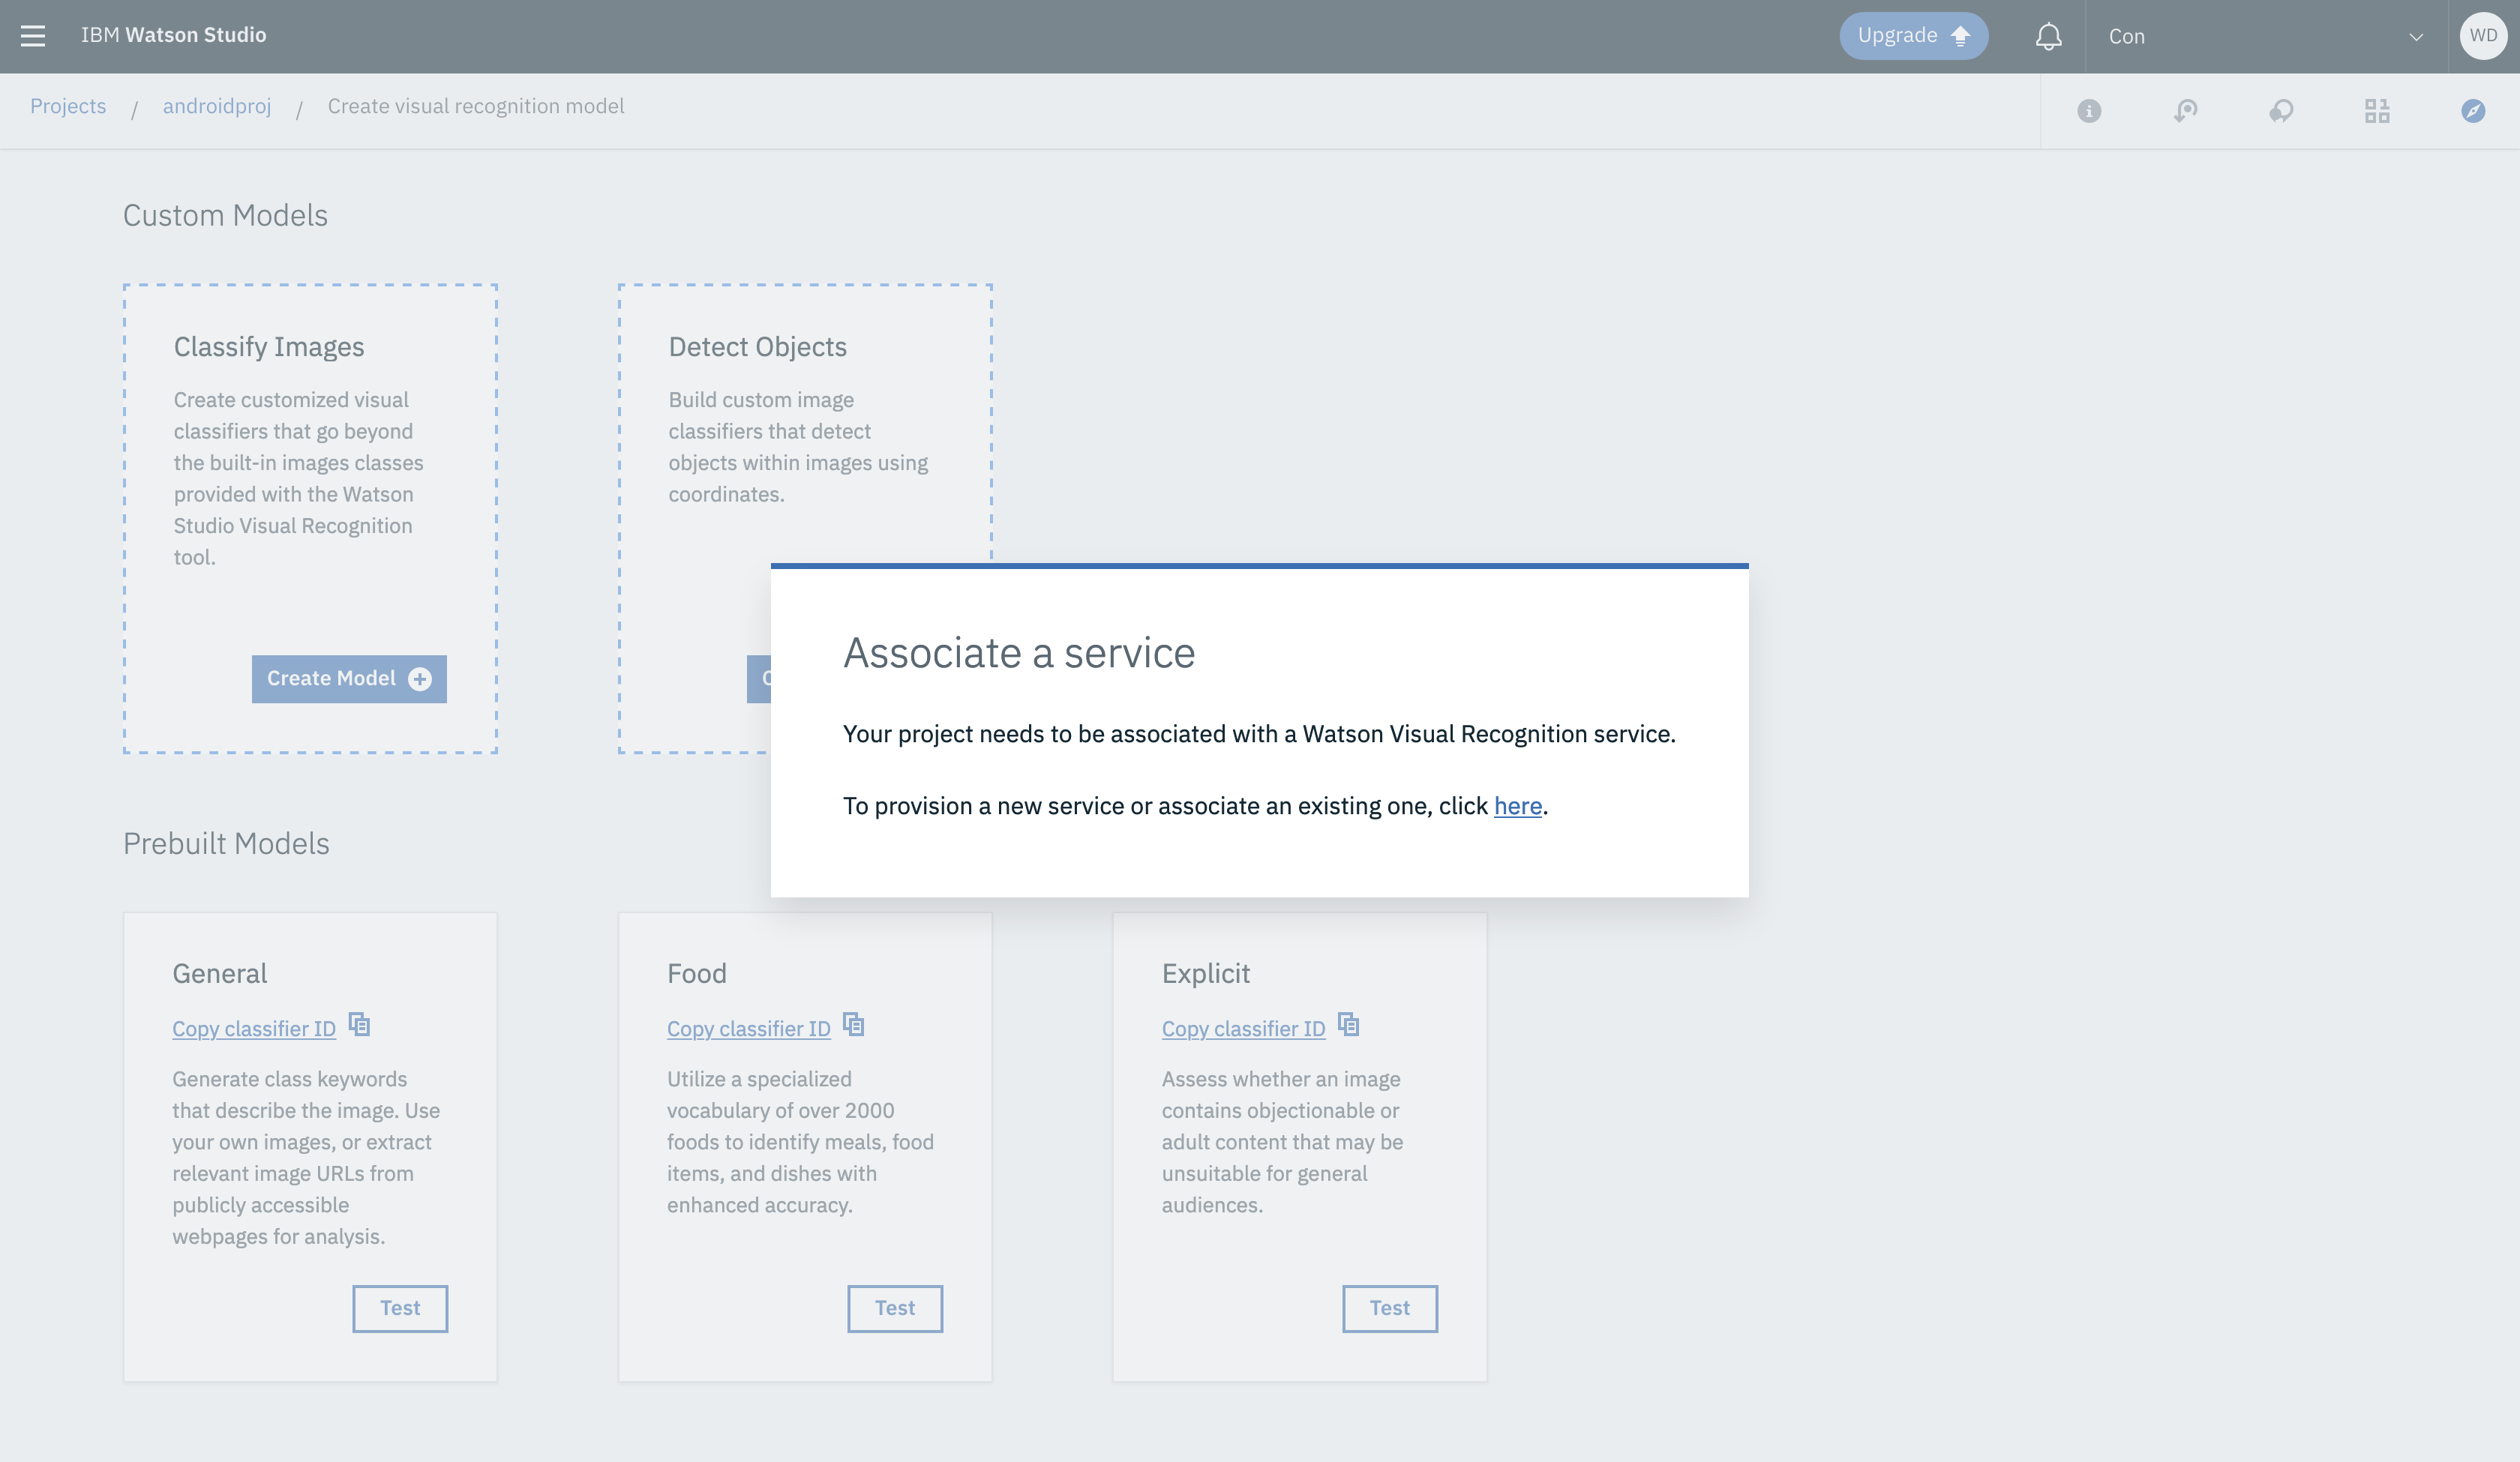 IBM Watson Studio
Upgrade
Con
WD
Projects / androidproj / Create visual recognition model
Custom Models
Classify Images
Create customized visual
classifiers that go beyond
the built-in images classes
provided with the Watson
Studio Visual Recognition
tool.
Create Model
Detect Objects
Build custom image
classifiers that detect
objects within images using
coordinates.
Associate a service
Your project needs to be associated with a Watson Visual Recognition service.
To provision a new service or associate an existing one, click here.
Prebuilt Models
General
Copy classifier ID
Generate class keywords
that describe the image. Use
your own images, or extract
relevant image URLs from
publicly accessible
webpages for analysis.
Test
Food
Copy classifier ID
Utilize a specialized
vocabulary of over 2000
foods to identify meals, food
items, and dishes with
enhanced accuracy.
Test
Explicit
Copy classifier ID
Assess whether an image
contains objectionable or
adult content that may be
unsuitable for general
audiences.
Test